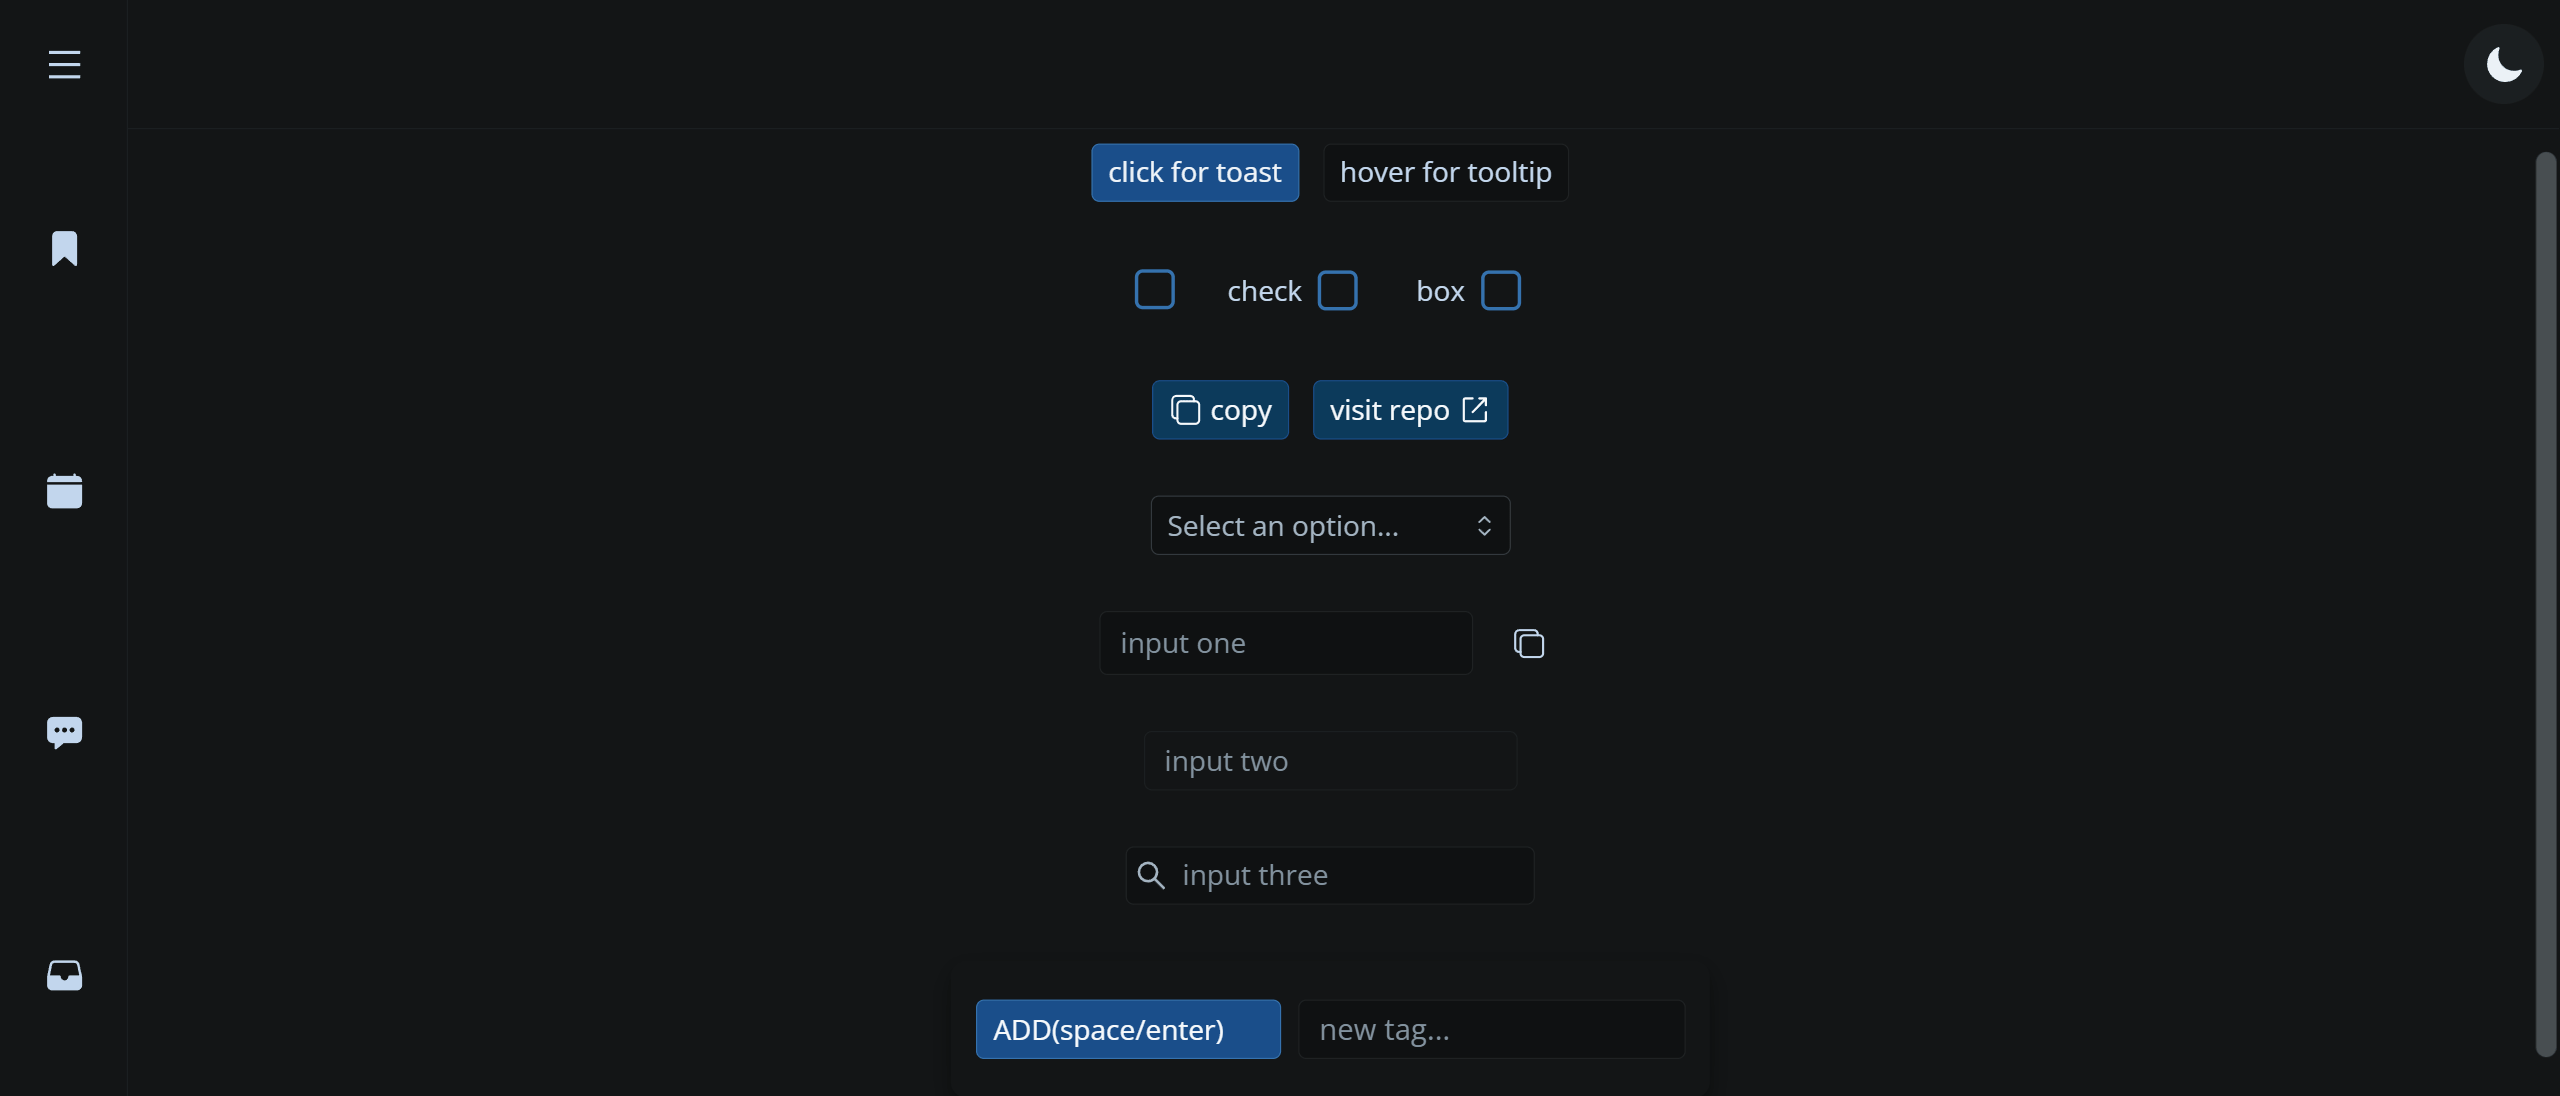 click for toast hover for tooltip
check box
copy visit repo
Select an option...
input one
input two
input three
ADD(space/enter) new tag...